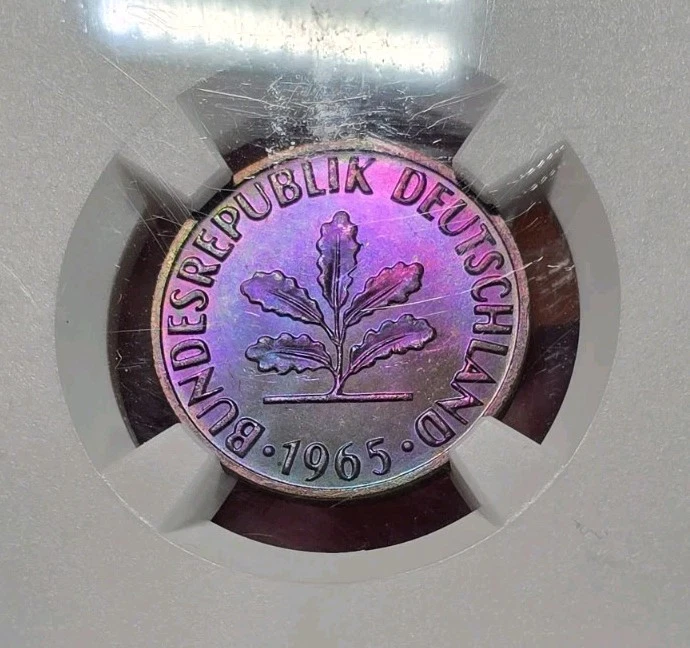 BUNDESREPUBLIK DEUTSCHLAND
· 1965 ·